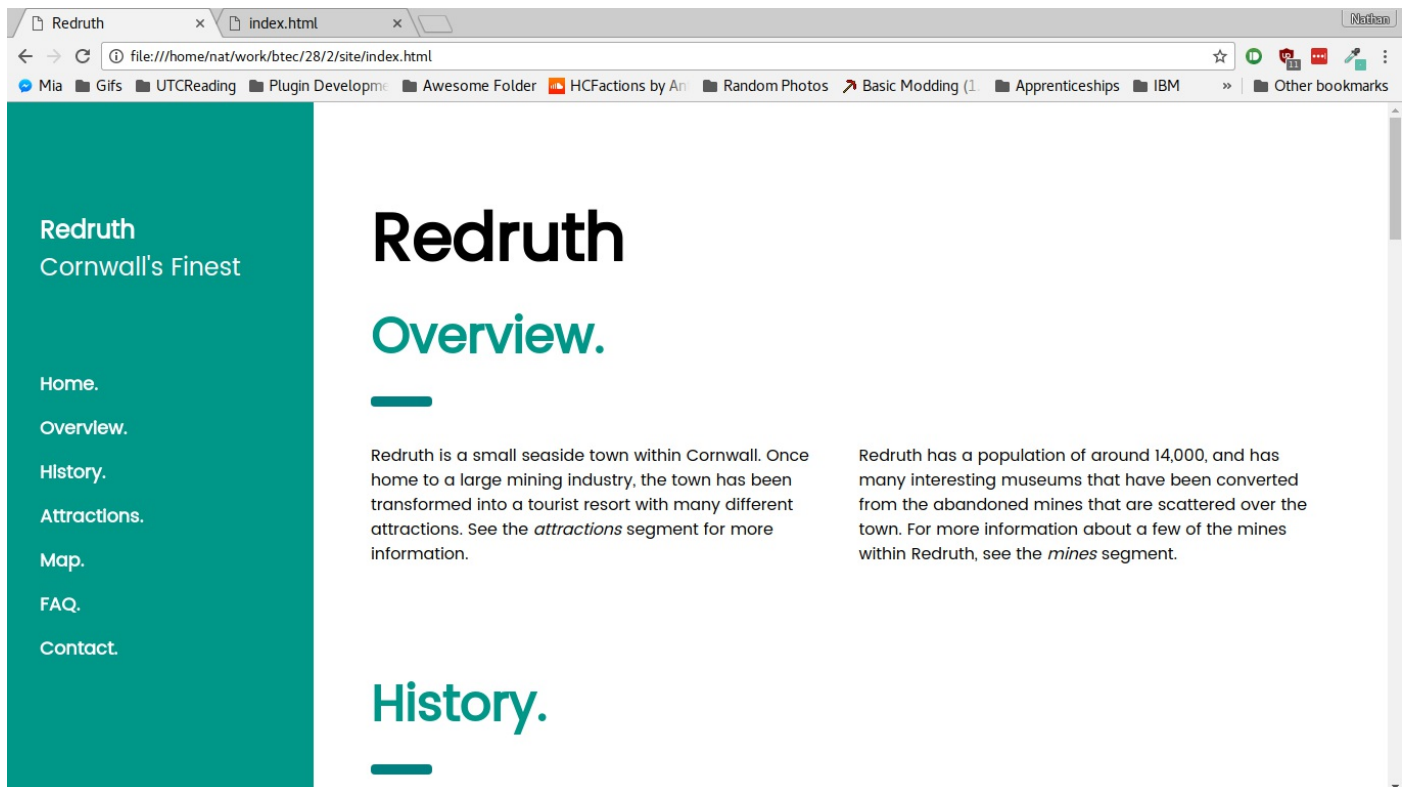 Redruth
index.html
Nathan
file:///home/nat/work/btec/28/2/site/index.html
11
Mia Gifs UTCReading Plugin Developme Awesome Folder HCFactions by An Random Photos Basic Modding (1. Apprenticeships IBM » Other bookmarks
Redruth
Cornwall's Finest
Home.
Overview.
History.
Attractions.
Map.
FAQ.
Contact.
Redruth
Overview.
Redruth is a small seaside town within Cornwall. Once
home to a large mining industry, the town has been
transformed into a tourist resort with many different
attractions. See the attractions segment for more
information.
Redruth has a population of around 14,000, and has
many interesting museums that have been converted
from the abandoned mines that are scattered over the
town. For more information about a few of the mines
within Redruth, see the mines segment.
History.